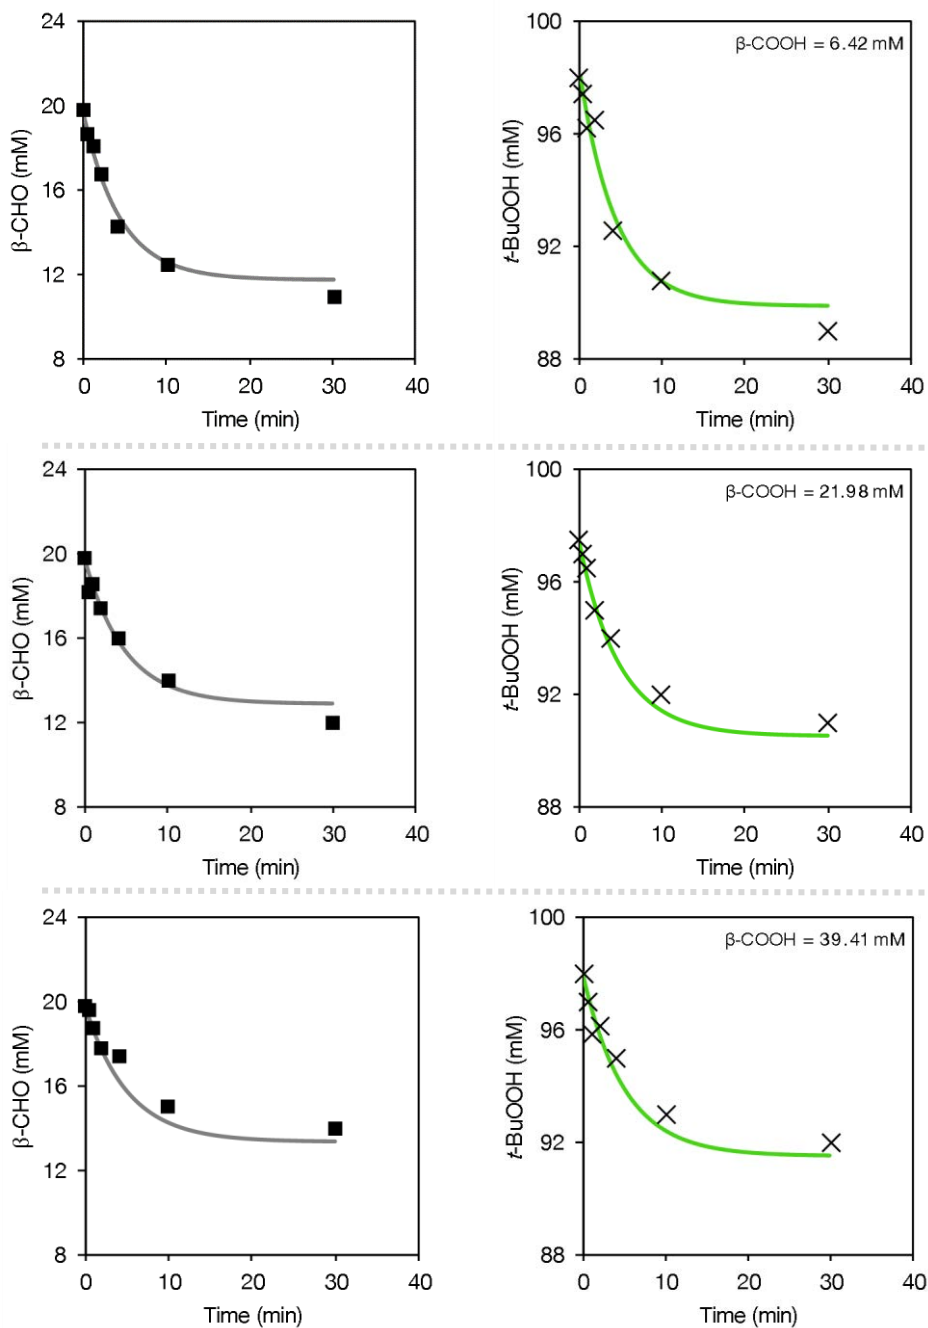 24
20
16
12
8
β-CHO (mM)
0 10 20 30 40
Time (min)
100
96
92
88
t-BuOOH (mM)
β-COOH = 6.42 mM
0 10 20 30 40
Time (min)
24
20
16
12
8
β-CHO (mM)
0 10 20 30 40
Time (min)
100
96
92
88
t-BuOOH (mM)
β-COOH = 21.98 mM
0 10 20 30 40
Time (min)
24
20
16
12
8
β-CHO (mM)
0 10 20 30 40
Time (min)
100
96
92
88
t-BuOOH (mM)
β-COOH = 39.41 mM
0 10 20 30 40
Time (min)